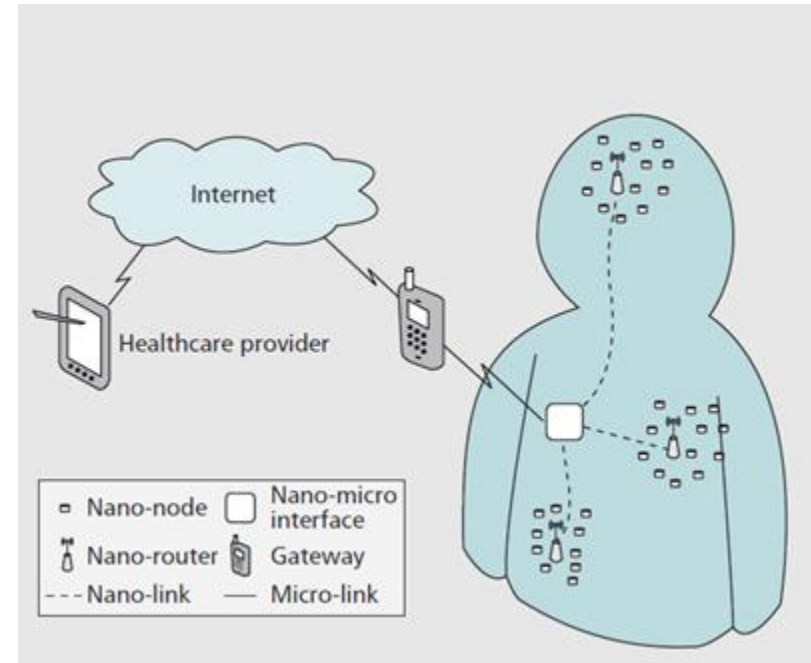 Internet
Healthcare provider
Nano-node
Nano-micro
interface
Nano-router
Gateway
Nano-link
Micro-link